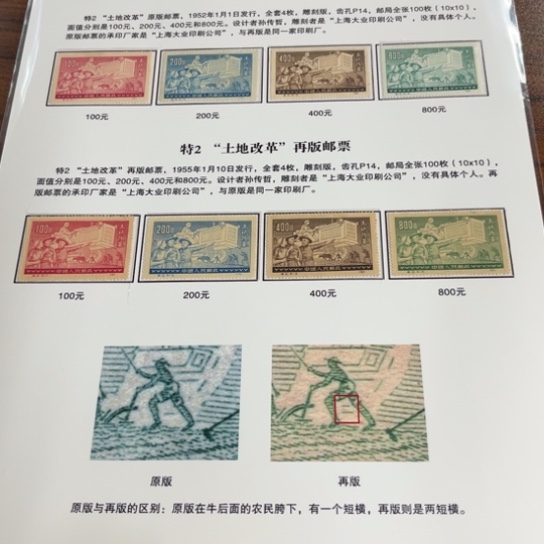 特2 “土地改革”原版邮票，1952年1月1日发行，全套4枚，雕刻版，齿孔P14，邮局全张100枚（10x10），
面值分别是100元、200元、400元和800元。设计者孙传哲，雕刻者是“上海大业印刷公司”，没有具体个人。
原版邮票的承印厂家是“上海大业印刷公司”，与再版是同一家印刷厂。
100元
200元
400元
800元
特2 “土地改革”再版邮票
特2 “土地改革”再版邮票，1955年1月10日发行，全套4枚，雕刻版，齿孔P14，邮局全张100枚（10x10），
面值分别是100元、200元、400元和800元。设计者孙传哲，雕刻者是“上海大业印刷公司”，没有具体个人。再
版邮票的承印厂家是“上海大业印刷公司”，与原版是同一家印刷厂。
100元
200元
400元
800元
100元
200元
400元
800元
原版
再版
原版与再版的区别：原版在牛后面的农民胯下，有一个短横，再版则是两短横。